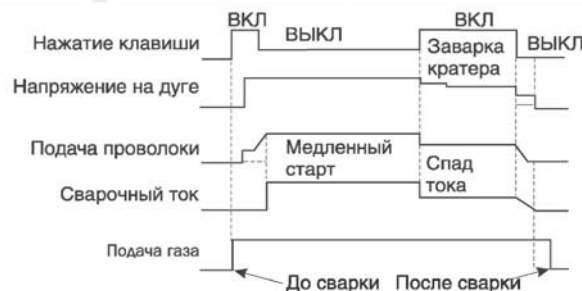 ВКЛ
ВКЛ
Нажатие клавиши
ВЫКЛ
Заварка
кратера
ВЫКЛ
Напряжение на дуге
Подача проволоки
Медленный
старт
Спад
тока
Сварочный ток
Подача газа
До сварки
После сварки